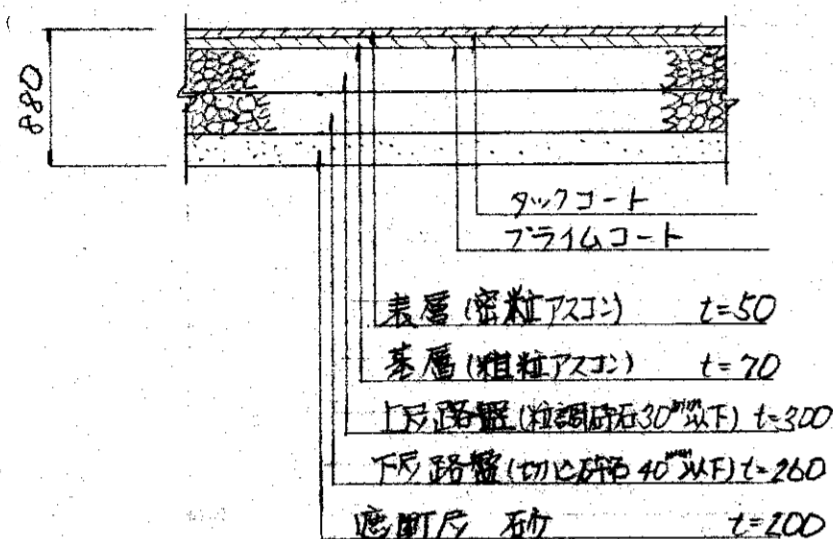 880
タックコート
プライムコート
表層(密粒アスコン) t=50
基層(粗粒アスコン) t=70
上尺路盤(粒調砕石30mm以下) t=300
下尺路盤(切込砕石40mm以下) t=260
遮断尺 砂 t=200